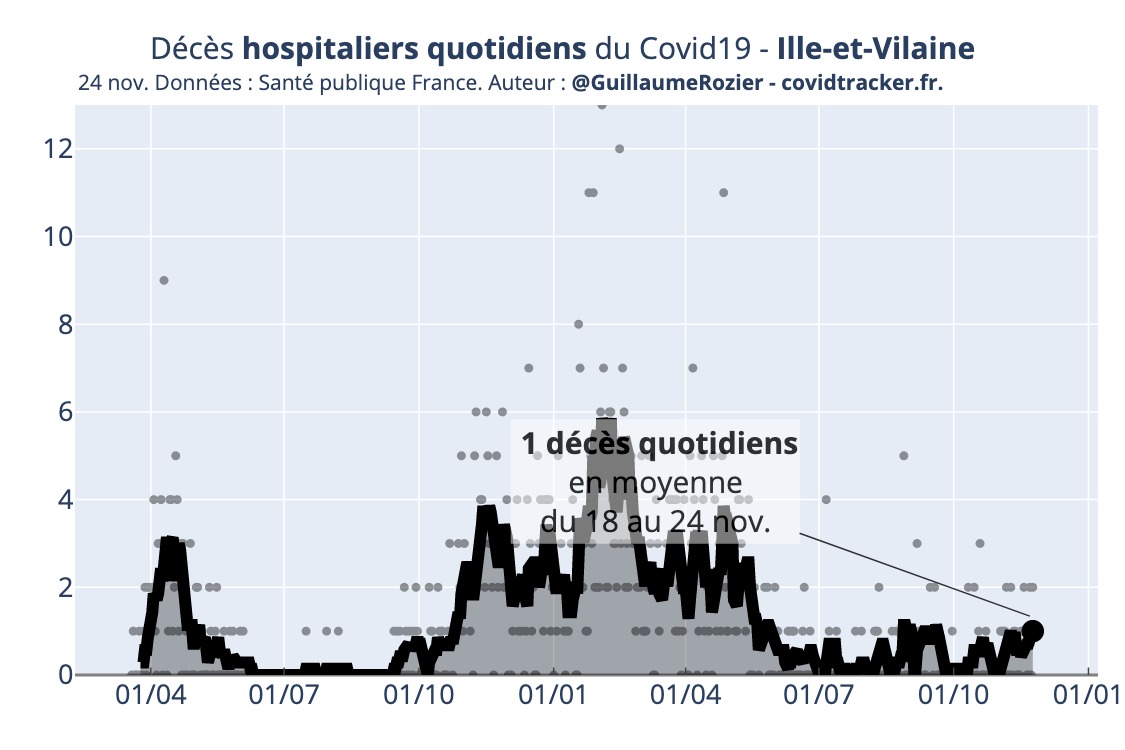 Décès hospitaliers quotidiens du Covid19 - Ille-et-Vilaine
24 nov. Données : Santé publique France. Auteur : @GuillaumeRozier - covidtracker.fr.
12
10
8
6
4
2
0
1 décès quotidiens
en moyenne
du 18 au 24 nov.
01/04 01/07 01/10 01/01 01/04 01/07 01/10 01/01